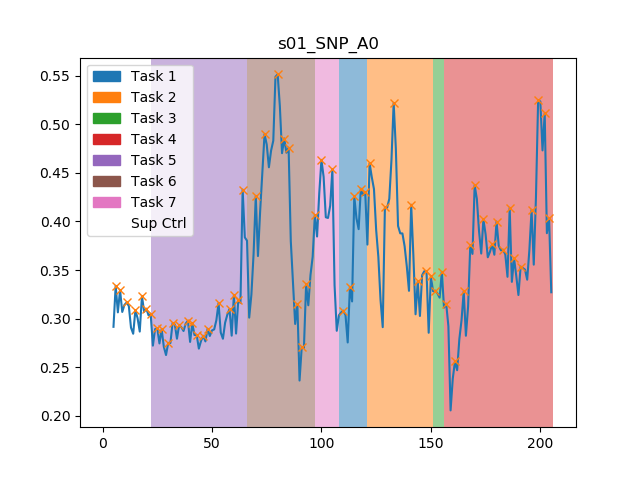 s01_SNP_A0
Task 1
Task 2
Task 3
Task 4
Task 5
Task 6
Task 7
Sup Ctrl
0.55
0.50
0.45
0.40
0.35
0.30
0.25
0.20
0 50 100 150 200